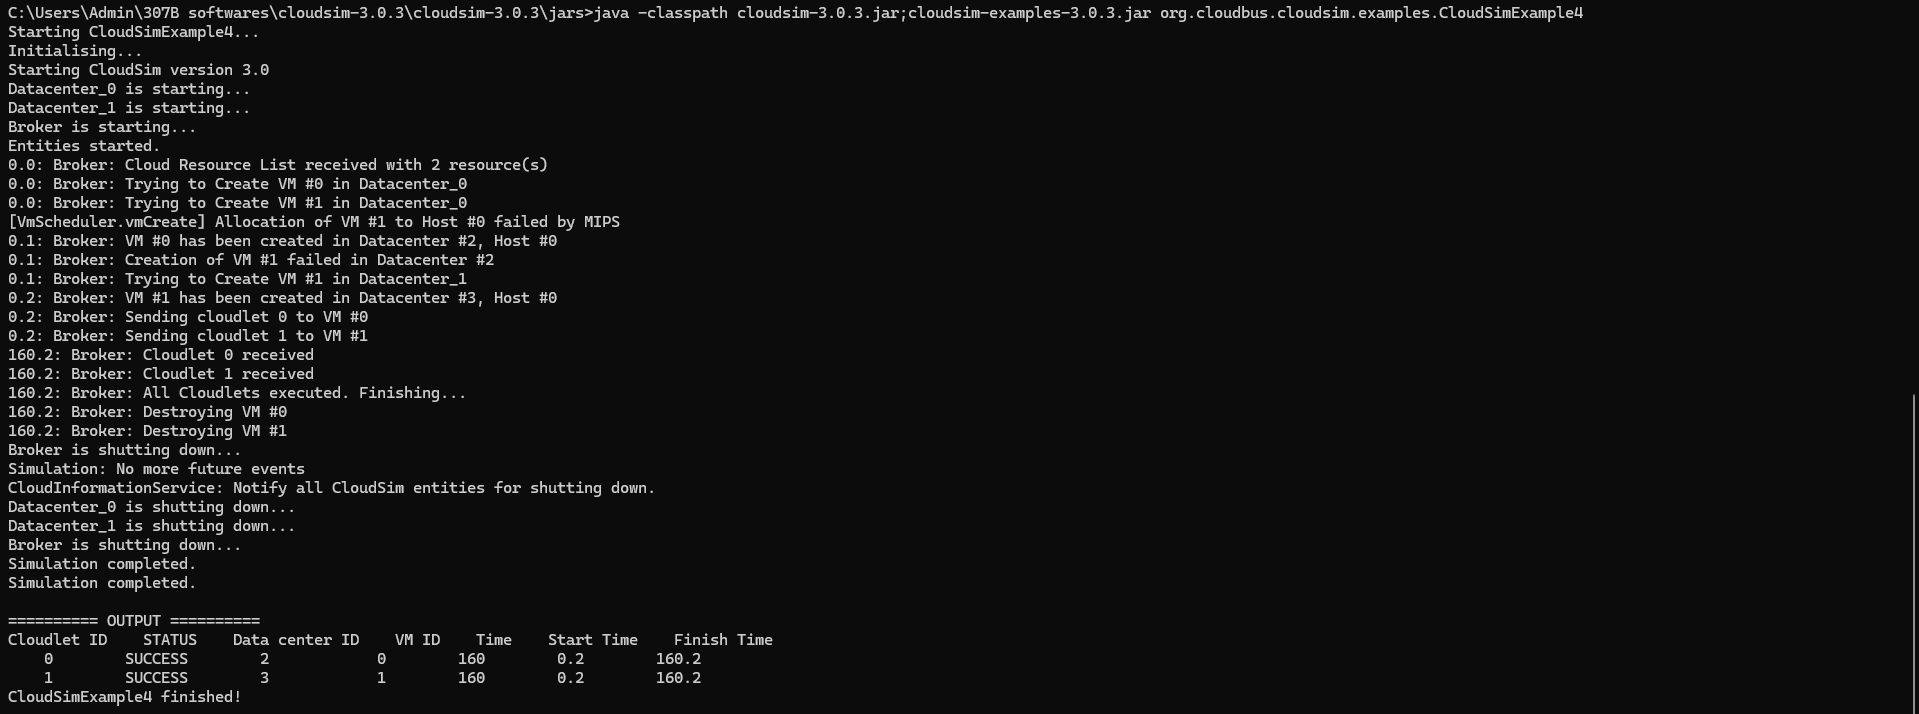 C:\Users\Admin\307B softwares\cloudsim-3.0.3\cloudsim-3.0.3\jars>java -classpath cloudsim-3.0.3.jar;cloudsim-examples-3.0.3.jar org.cloudbus.cloudsim.examples.CloudSimExample4
Starting CloudSimExample4...
Initialising...
Starting CloudSim version 3.0
Datacenter_0 is starting...
Datacenter_1 is starting...
Broker is starting...
Entities started.
0.0: Broker: Cloud Resource List received with 2 resource(s)
0.0: Broker: Trying to Create VM #0 in Datacenter_0
0.0: Broker: Trying to Create VM #1 in Datacenter_0
[VmScheduler.vmCreate] Allocation of VM #1 to Host #0 failed by MIPS
0.1: Broker: VM #0 has been created in Datacenter #2, Host #0
0.1: Broker: Creation of VM #1 failed in Datacenter #2
0.1: Broker: Trying to Create VM #1 in Datacenter_1
0.2: Broker: VM #1 has been created in Datacenter #3, Host #0
0.2: Broker: Sending cloudlet 0 to VM #0
0.2: Broker: Sending cloudlet 1 to VM #1
160.2: Broker: Cloudlet 0 received
160.2: Broker: Cloudlet 1 received
160.2: Broker: All Cloudlets executed. Finishing...
160.2: Broker: Destroying VM #0
160.2: Broker: Destroying VM #1
Broker is shutting down...
Simulation: No more future events
CloudInformationService: Notify all CloudSim entities for shutting down.
Datacenter_0 is shutting down...
Datacenter_1 is shutting down...
Broker is shutting down...
Simulation completed.
Simulation completed.

========== OUTPUT ==========
Cloudlet ID    STATUS    Data center ID    VM ID    Time    Start Time    Finish Time
    0        SUCCESS        2            0        160        0.2        160.2
    1        SUCCESS        3            1        160        0.2        160.2
CloudSimExample4 finished!